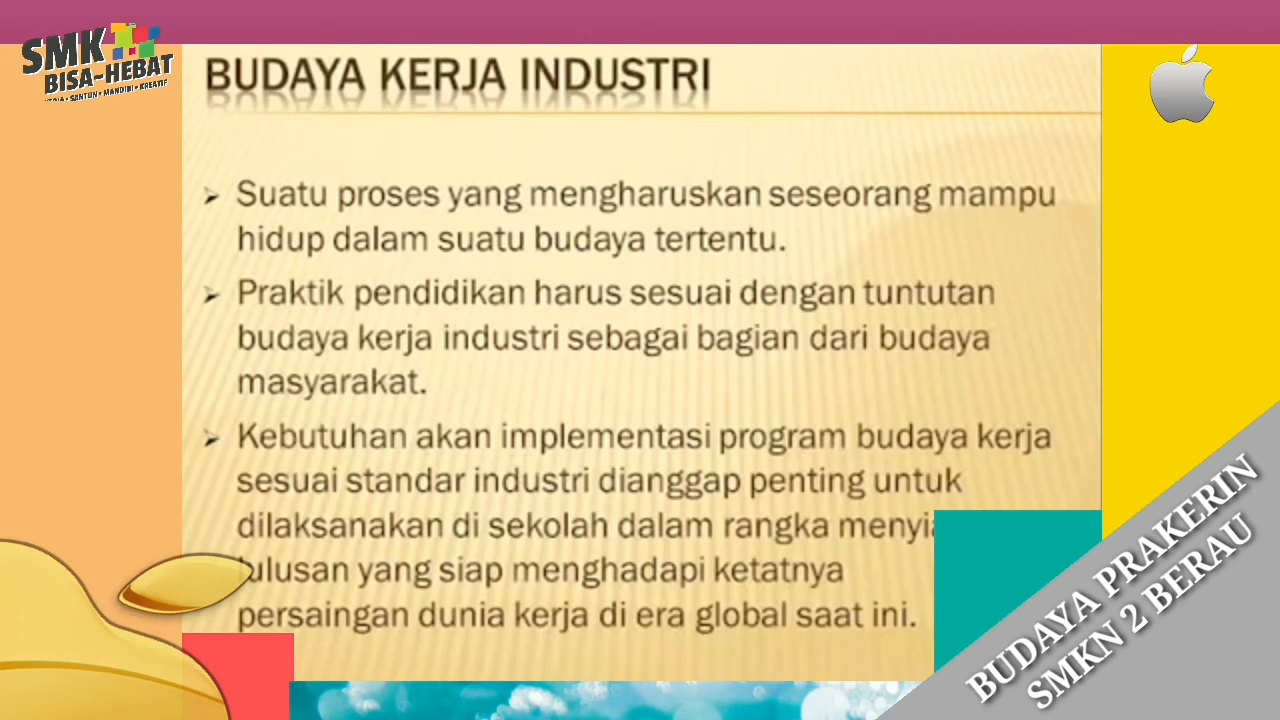 SMK
BISA-HEBAT
SANTUN • MANDIRI • KREATIF
BUDAYA KERJA INDUSTRI
Suatu proses yang mengharuskan seseorang mampu
hidup dalam suatu budaya tertentu.
Praktik pendidikan harus sesuai dengan tuntutan
budaya kerja industri sebagai bagian dari budaya
masyarakat.
Kebutuhan akan implementasi program budaya kerja
sesuai standar industri dianggap penting untuk
dilaksanakan di sekolah dalam rangka
lulusan yang siap menghadapi ketatnya
persaingan dunia kerja di era global saat ini.
BUDAYA PRAKERIN
SMKN 2 BERAU